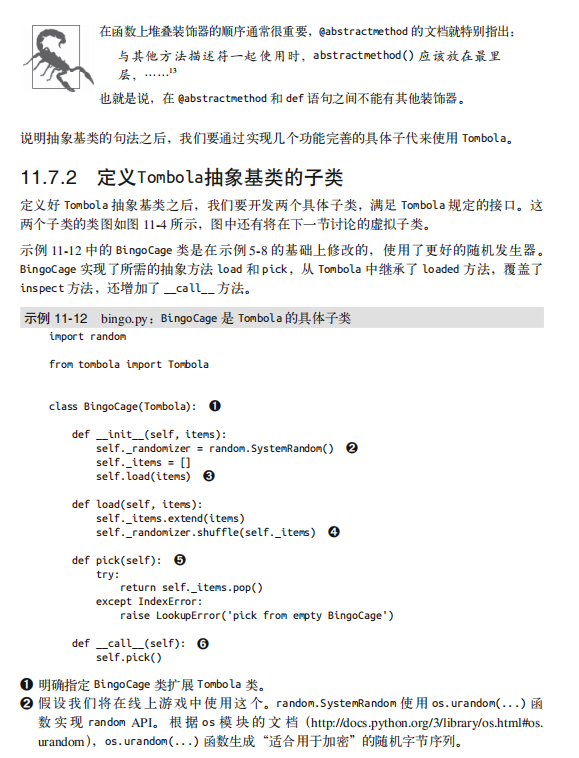 在函数上堆叠装饰器的顺序通常很重要，@abstractmethod 的文档就特别指出：
与其他方法描述符一起使用时，abstractmethod() 应该放在最里
层，……13
也就是说，在 @abstractmethod 和 def 语句之间不能有其他装饰器。
说明抽象基类的句法之后，我们要通过实现几个功能完善的具体子代来使用 Tombola。
11.7.2 定义Tombola抽象基类的子类
定义好 Tombola 抽象基类之后，我们要开发两个具体子类，满足 Tombola 规定的接口。这
两个子类的类图如图 11-4 所示，图中还有将在下一节讨论的虚拟子类。
示例 11-12 中的 BingoCage 类是在示例 5-8 的基础上修改的，使用了更好的随机发生器。
BingoCage 实现了所需的抽象方法 load 和 pick，从 Tombola 中继承了 loaded 方法，覆盖了
inspect 方法，还增加了 __call__ 方法。
示例 11-12 bingo.py：BingoCage 是 Tombola 的具体子类
import random
from tombola import Tombola
class BingoCage(Tombola): ❶
def __init__(self, items):
self._randomizer = random.SystemRandom() ❷
self._items = []
self.load(items) ❸
def load(self, items):
self._items.extend(items)
self._randomizer.shuffle(self._items) ❹
def pick(self): ❺
try:
return self._items.pop()
except IndexError:
raise LookupError('pick from empty BingoCage')
def __call__(self): ❻
self.pick()
❶ 明确指定 BingoCage 类扩展 Tombola 类。
❷ 假设我们将在线上游戏中使用这个。random.SystemRandom 使用 os.urandom(...) 函
数实现 random API。根据 os 模块的文档（http://docs.python.org/3/library/os.html#os.
urandom），os.urandom(...) 函数生成“适合用于加密”的随机字节序列。